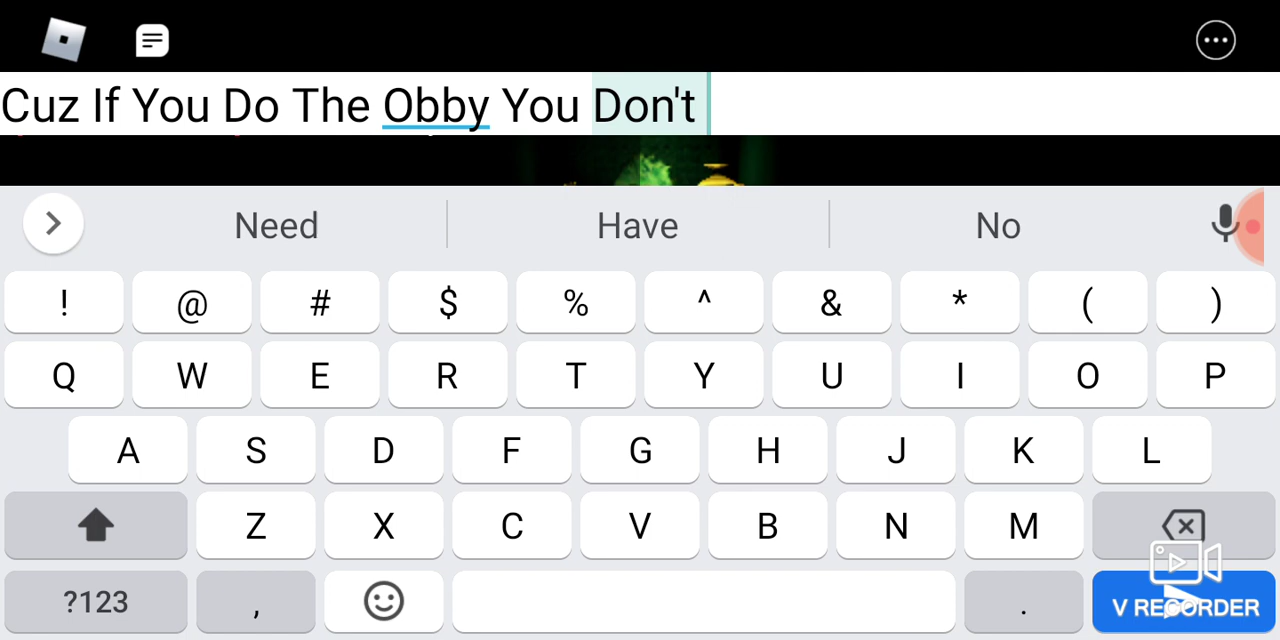 Cuz If You Do The Obby You Don't
Need Have No
! @ # $ % ^ & * ( )
Q W E R T Y U I O P
A S D F G H J K L
Z X C V B N M
?123 , .
V RECORDER